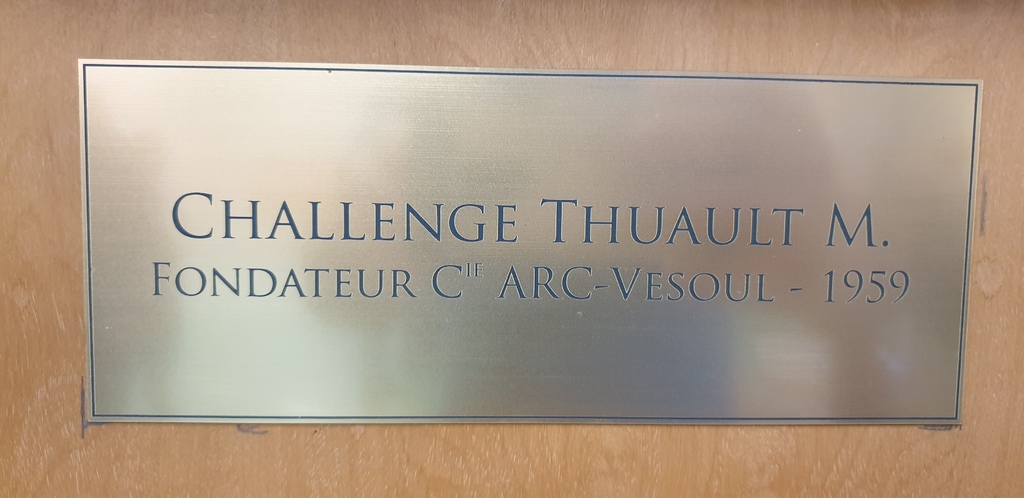 CHALLENGE THUAULT M.
FONDATEUR CIE ARC-VESOUL - 1959